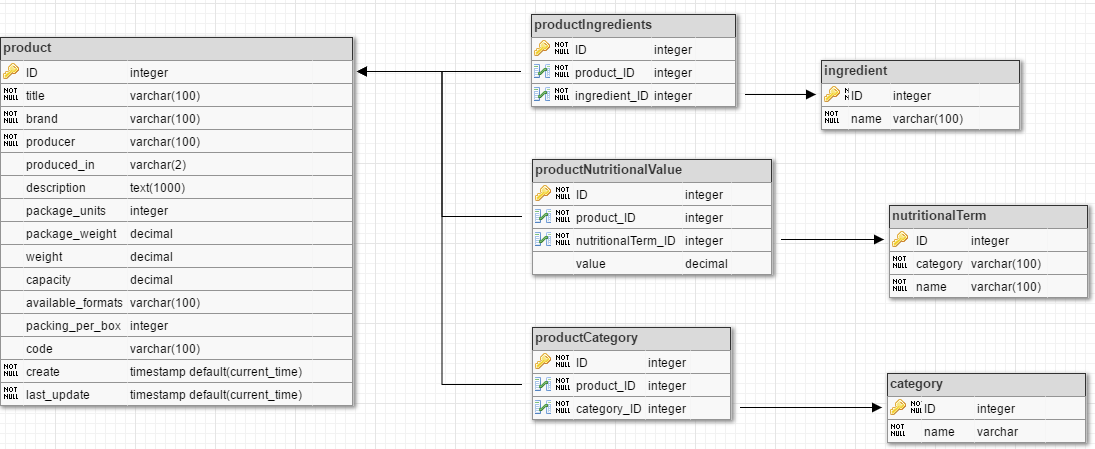 product
ID integer
NOT NULL title varchar(100)
NOT NULL brand varchar(100)
NOT NULL producer varchar(100)
produced_in varchar(2)
description text(1000)
package_units integer
package_weight decimal
weight decimal
capacity decimal
available_formats varchar(100)
packing_per_box integer
code varchar(100)
NOT NULL create timestamp default(current_time)
NOT NULL last_update timestamp default(current_time)
productIngredients
NOT NULL ID integer
NOT NULL product_ID integer
NOT NULL ingredient_ID integer
ingredient
ID integer
NOT NULL name varchar(100)
productNutritionalValue
NOT NULL ID integer
NOT NULL product_ID integer
NOT NULL nutritionalTerm_ID integer
value decimal
nutritionalTerm
ID integer
NOT NULL category varchar(100)
NOT NULL name varchar(100)
productCategory
NOT NULL ID integer
NOT NULL product_ID integer
NOT NULL category_ID integer
category
ID integer
NOT NULL name varchar